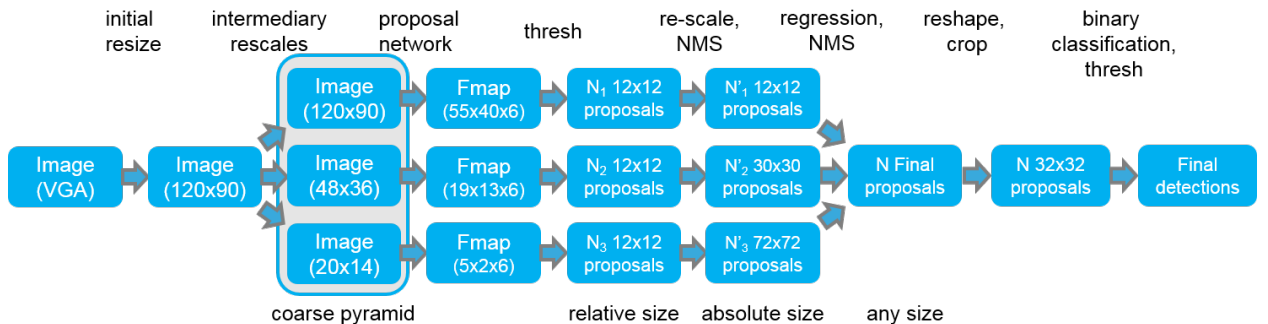 initial
resize
intermediary
rescales
proposal
network
thresh
re-scale,
NMS
regression,
NMS
reshape,
crop
binary
classification,
thresh
Image
(120x90)
Fmap
(55x40x6)
N₁ 12x12
proposals
N'₁ 12x12
proposals
Image
(VGA)
Image
(120x90)
Image
(48x36)
Fmap
(19x13x6)
N₂ 12x12
proposals
N'₂ 30x30
proposals
N Final
proposals
N 32x32
proposals
Final
detections
Image
(20x14)
Fmap
(5x2x6)
N₃ 12x12
proposals
N'₃ 72x72
proposals
coarse pyramid
relative size
absolute size
any size